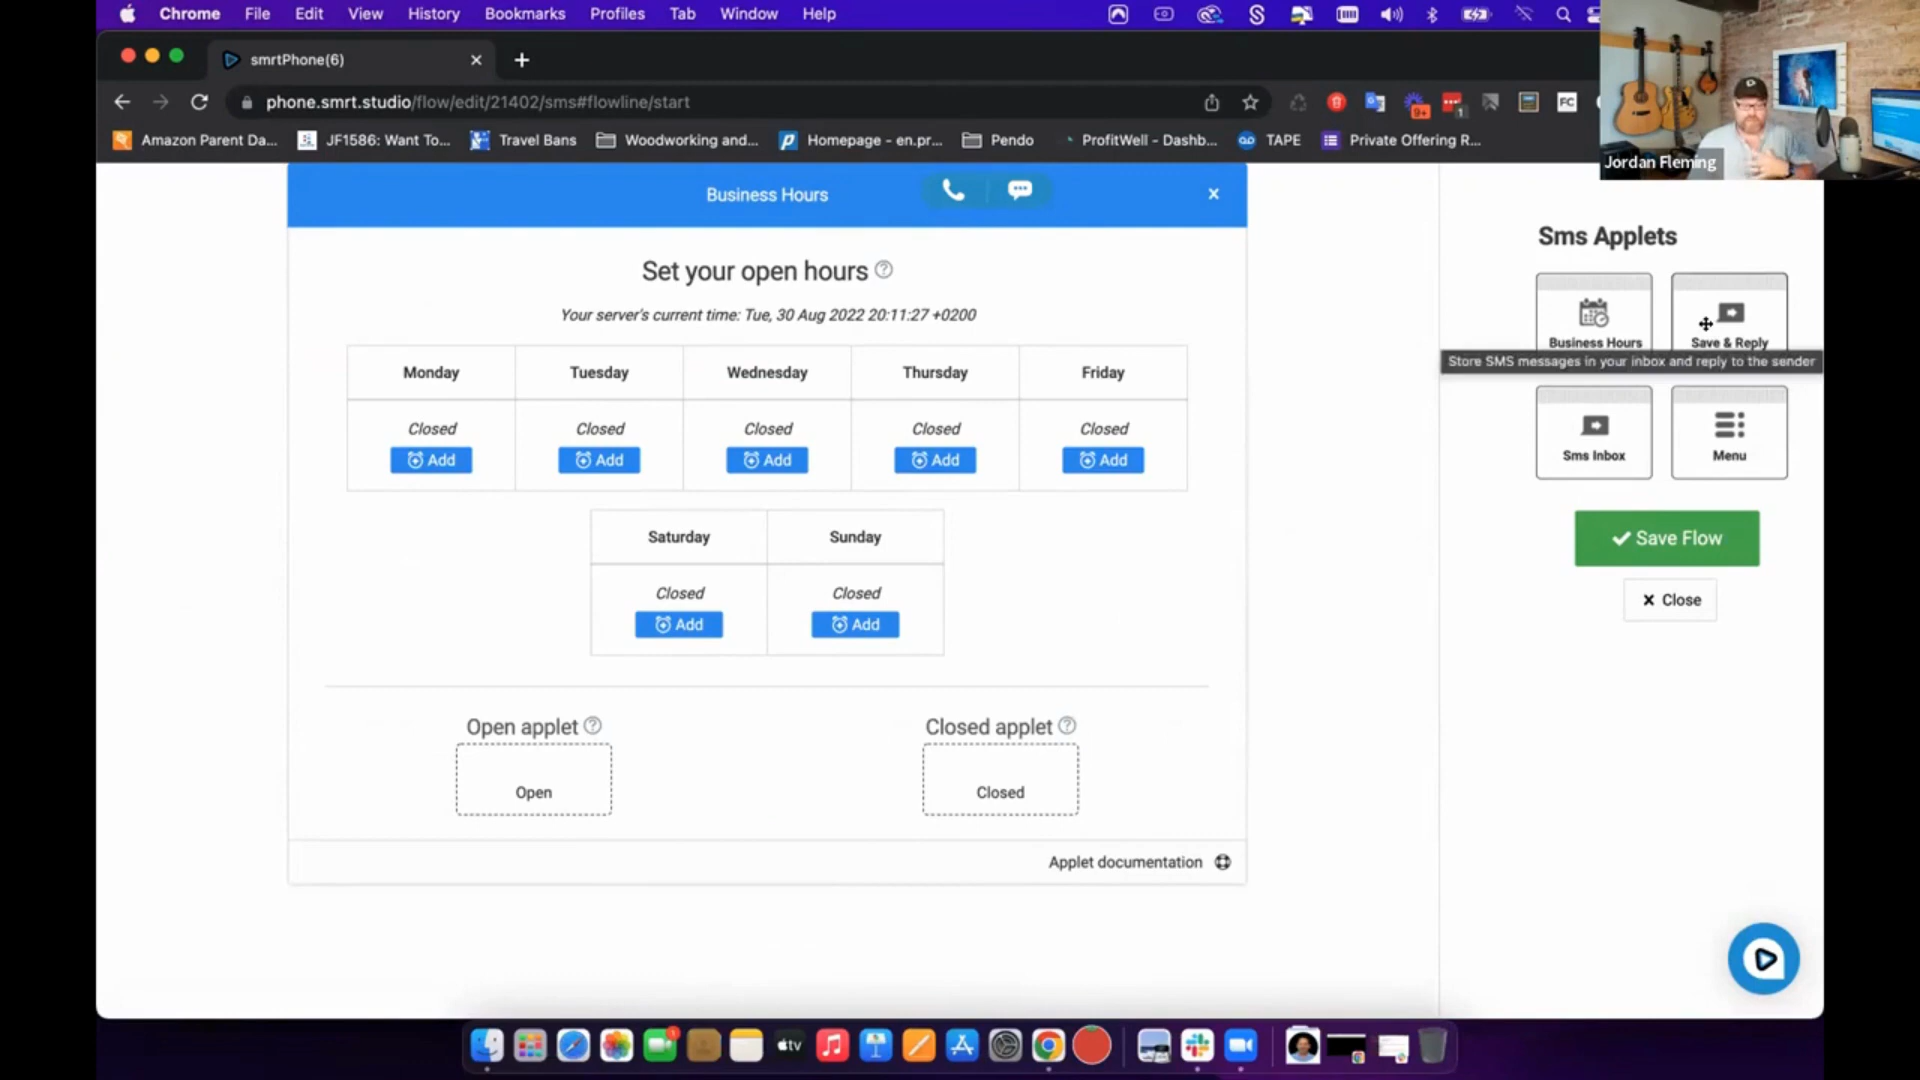 Chrome File Edit View History Bookmarks Profiles Tab Window Help
smrtPhone(6)
phone.smrt.studio/flow/edit/21402/sms#flowline/start
9+
1
FC
Amazon Parent Da... JF1586: Want To... Travel Bans Woodworking and... Homepage - en.pr... Pendo ProfitWell - Dashb... TAPE Private Offering R...
Jordan Fleming
Business Hours
Set your open hours
Your server's current time: Tue, 30 Aug 2022 20:11:27 +0200
Monday Tuesday Wednesday Thursday Friday
Closed Closed Closed Closed Closed
Add Add Add Add Add
Saturday Sunday
Closed Closed
Add Add
Open applet Closed applet
Open Closed
Applet documentation
Sms Applets
Business Hours Save & Reply
Store SMS messages in your inbox and reply to the sender
Sms Inbox Menu
Save Flow
Close
tv